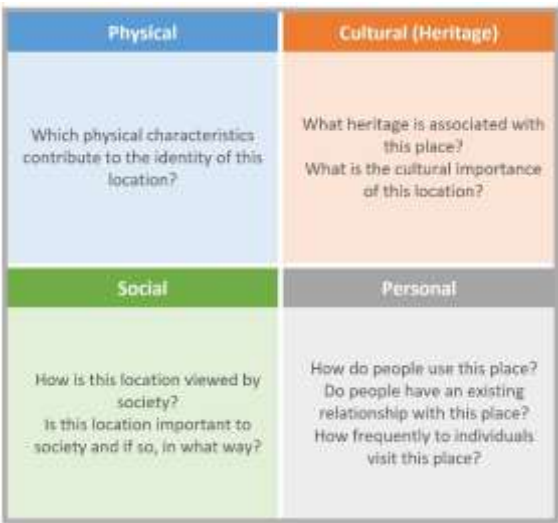 Physical
Which physical characteristics
contribute to the identity of this
location?
Cultural (Heritage)
What heritage is associated with
this place?
What is the cultural importance
of this location?
Social
How is this location viewed by
society?
Is this location important to
society and if so, in what way?
Personal
How do people use this place?
Do people have an existing
relationship with this place?
How frequently to individuals
visit this place?